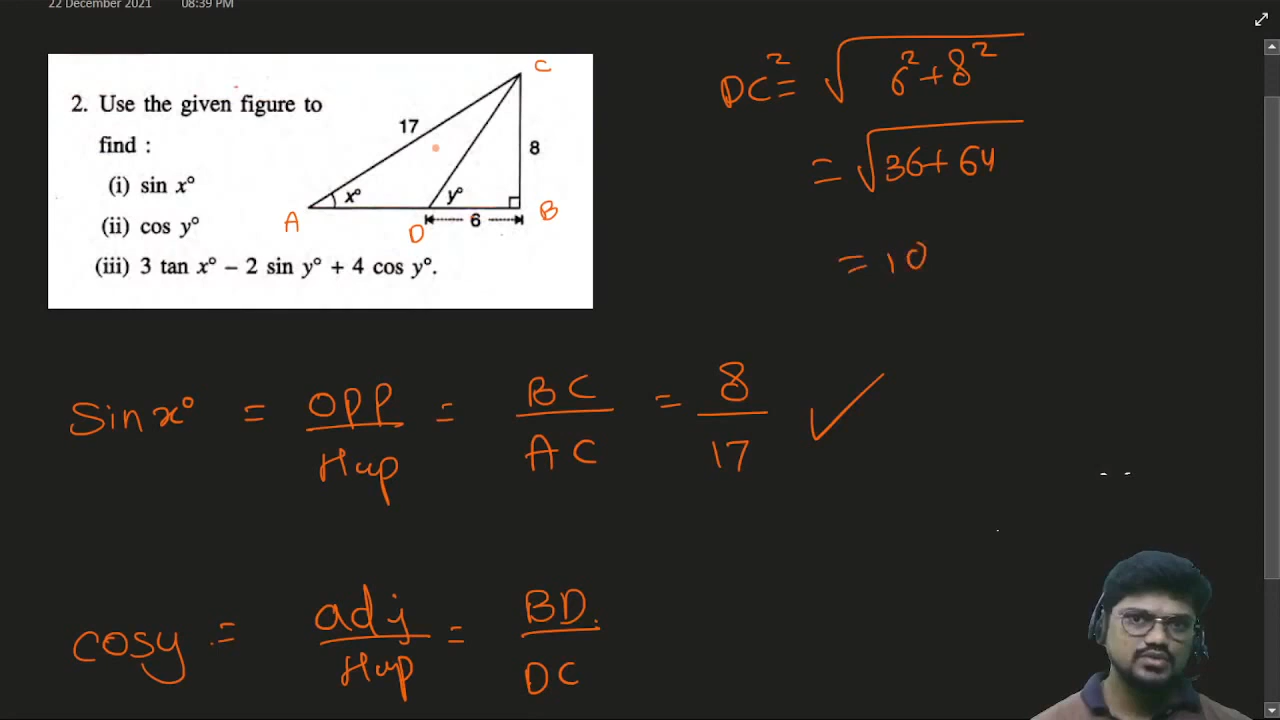 22 December 2021 08:39 PM
2. Use the given figure to
find :
(i) sin x°
(ii) cos y°
(iii) 3 tan x° – 2 sin y° + 4 cos y°.
C
17
8
x°
y°
A
D
6
B
DC² = √6² + 8²
= √36 + 64
= 10
Sin x° = opp/Hyp = BC/AC = 8/17 ✓
cosy = adj/Hyp = BD./DC